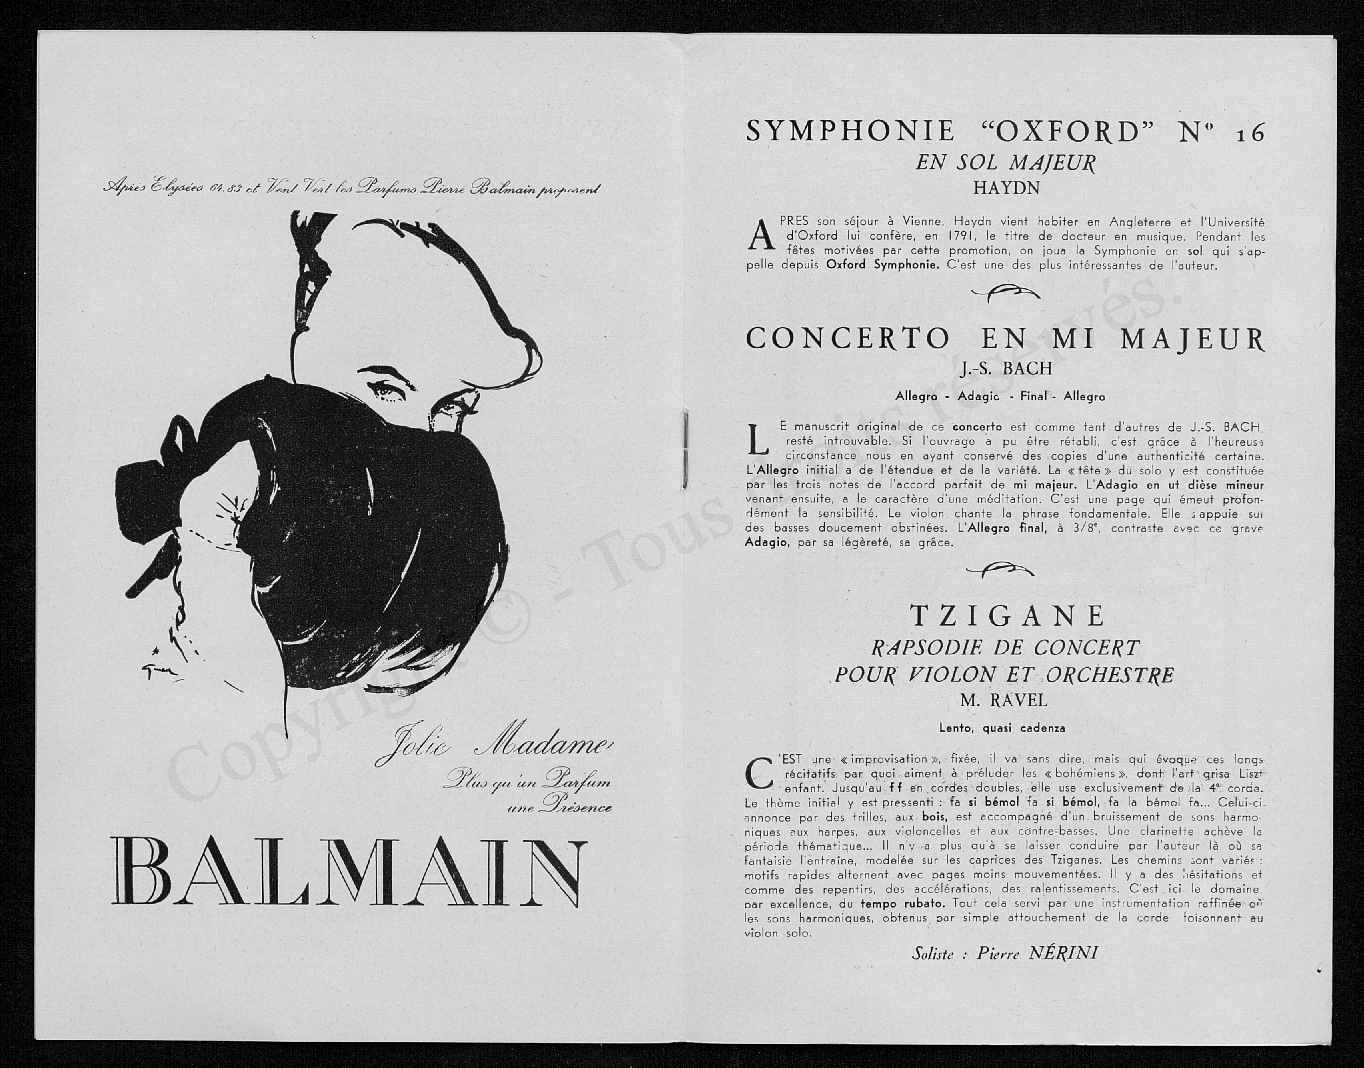 Après Elysées 64.83 et Vent Vert les Parfums Pierre Balmain proposent
Jolie Madame
Plus qu'un Parfum
une Présence
BALMAIN
SYMPHONIE "OXFORD" N° 16
EN SOL MAJEUR
HAYDN
APRES son séjour à Vienne, Haydn vient habiter en Angleterre et l'Université
d'Oxford lui confère, en 1791, le titre de docteur en musique. Pendant les
fêtes motivées par cette promotion, on joua la Symphonie en sol qui s'ap-
pelle depuis Oxford Symphonie. C'est une des plus intéressantes de l'auteur.
CONCERTO EN MI MAJEUR
J.-S. BACH
Allegro - Adagio - Final - Allegro
LE manuscrit original de ce concerto est comme tant d'autres de J.-S. BACH,
resté introuvable. Si l'ouvrage a pu être rétabli, c'est grâce à l'heureuse
circonstance nous en ayant conservé des copies d'une authenticité certaine.
L'Allegro initial a de l'étendue et de la variété. La « tête » du solo y est constituée
par les trois notes de l'accord parfait de mi majeur. L'Adagio en ut dièse mineur
venant ensuite, a le caractère d'une méditation. C'est une page qui émeut profon-
dément la sensibilité. Le violon chante la phrase fondamentale. Elle s'appuie sur
des basses doucement obstinées. L'Allegro final, à 3/8e, contraste avec ce grave
Adagio, par sa légèreté, sa grâce.
TZIGANE
RAPSODIE DE CONCERT
POUR VIOLON ET ORCHESTRE
M. RAVEL
Lento, quasi cadenza
C'EST une « improvisation », fixée, il va sans dire, mais qui évoque ces longs
récitatifs par quoi aiment à préluder les « bohémiens », dont l'art grisa Liszt
enfant. Jusqu'au ff en cordes doubles, elle use exclusivement de la 4e corde.
Le thème initial y est pressenti : fa si bémol fa si bémol, fa la bémol fa... Celui-ci,
annonce par des trilles, aux bois, est accompagné d'un bruissement de sons harmo-
niques aux harpes, aux violoncelles et aux contre-basses. Une clarinette achève la
période thématique... Il n'y a plus qu'à se laisser conduire par l'auteur là où sa
fantaisie l'entraîne, modelée sur les caprices des Tziganes. Les chemins sont variés :
motifs rapides alternent avec pages moins mouvementées. Il y a des hésitations et
comme des repentirs, des accélérations, des ralentissements. C'est ici le domaine,
par excellence, du tempo rubato. Tout cela servi par une instrumentation raffinée où
les sons harmoniques, obtenus par simple attouchement de la corde foisonnent au
violon solo.
Soliste : Pierre NÉRINI
Copyright © - Tous droits réservés.